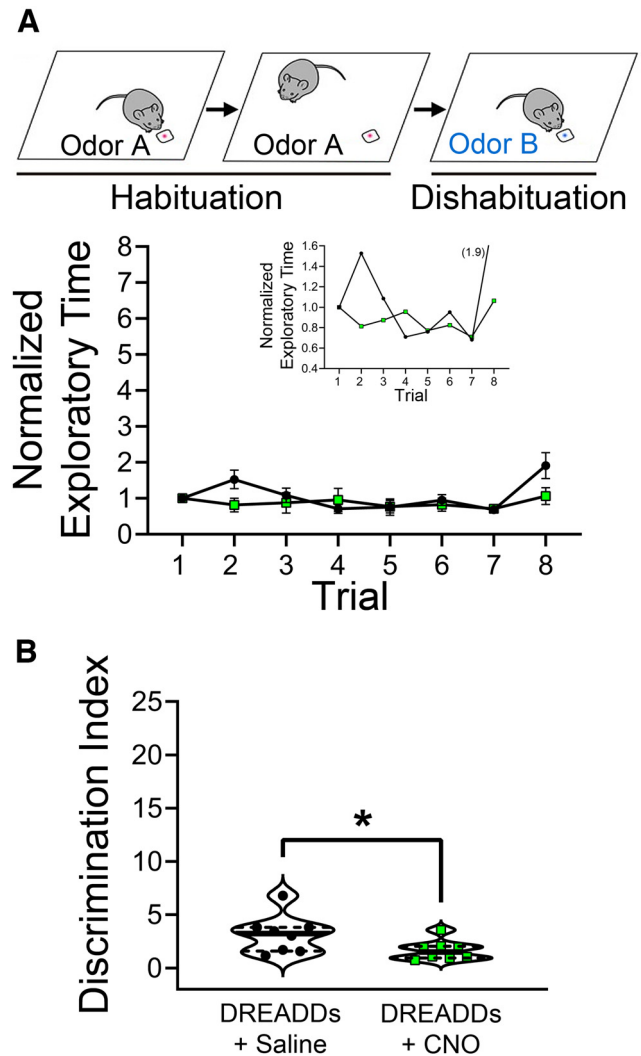 A
Odor A
Odor A
Odor B
Habituation
Dishabituation
Normalized
Exploratory Time
8
7
6
5
4
3
2
1
0
1 2 3 4 5 6 7 8
Trial
Normalized
Exploratory Time
1.6
1.4
1.2
1.0
0.8
0.6
0.4
(1.9)
1 2 3 4 5 6 7 8
Trial
B
Discrimination Index
25
20
15
10
5
0
*
DREADDs
+ Saline
DREADDs
+ CNO